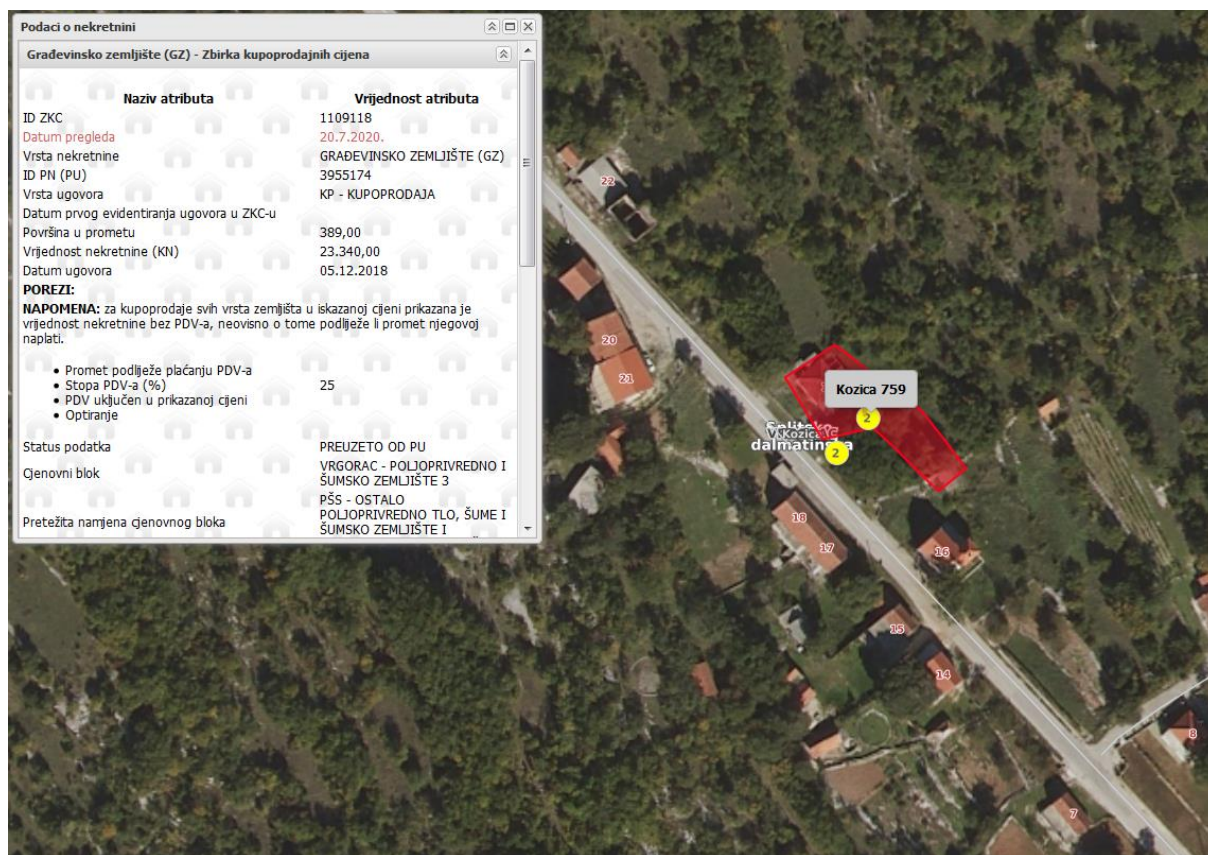 Podaci o nekretnini
Građevinsko zemljište (GZ) - Zbirka kupoprodajnih cijena
Naziv atributa Vrijednost atributa
ID ZKC 1109118
Datum pregleda 20.7.2020.
Vrsta nekretnine GRAĐEVINSKO ZEMLJIŠTE (GZ)
ID PN (PU) 3955174
Vrsta ugovora KP - KUPOPRODAJA
Datum prvog evidentiranja ugovora u ZKC-u
Površina u prometu 389,00
Vrijednost nekretnine (KN) 23.340,00
Datum ugovora 05.12.2018
POREZI:
NAPOMENA: za kupoprodaje svih vrsta zemljišta u iskazanoj cijeni prikazana je
vrijednost nekretnine bez PDV-a, neovisno o tome podliježe li promet njegovoj
naplati.
• Promet podliježe plaćanju PDV-a
• Stopa PDV-a (%) 25
• PDV uključen u prikazanoj cijeni
• Optiranje
Status podatka PREUZETO OD PU
Cjenovni blok VRGORAC - POLJOPRIVREDNO I
ŠUMSKO ZEMLJIŠTE 3
Pretežita namjena cjenovnog bloka PŠS - OSTALO
POLJOPRIVREDNO TLO, ŠUME I
ŠUMSKO ZEMLJIŠTE I
22
20
21
Kozica 759
2
Splitsko
Kozica
dalmatinska
2
18
17
16
15
14
8
7